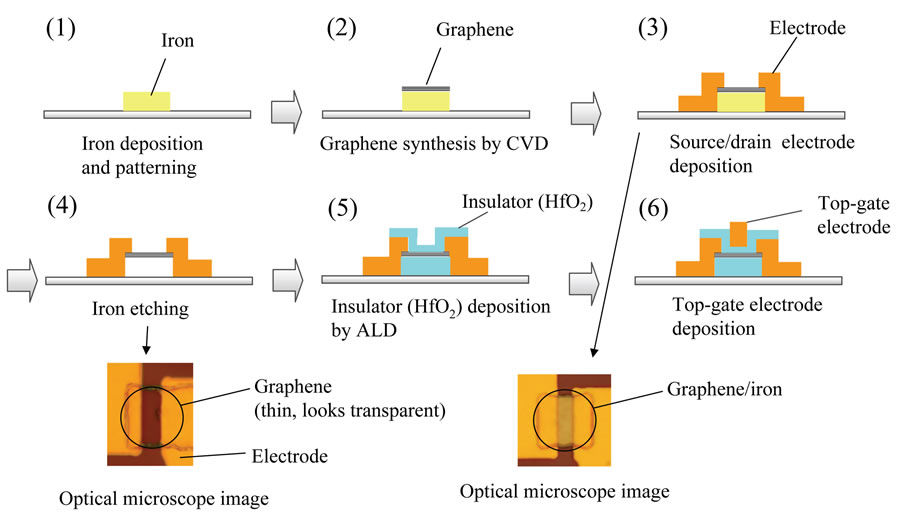 (1)
Iron
Iron deposition
and patterning
(2)
Graphene
Graphene synthesis by CVD
(3)
Electrode
Source/drain electrode
deposition
(4)
Iron etching
(5)
Insulator (HfO₂)
Insulator (HfO₂) deposition
by ALD
(6)
Top-gate
electrode
Top-gate electrode
deposition
Graphene
(thin, looks transparent)
Electrode
Optical microscope image
Graphene/iron
Optical microscope image